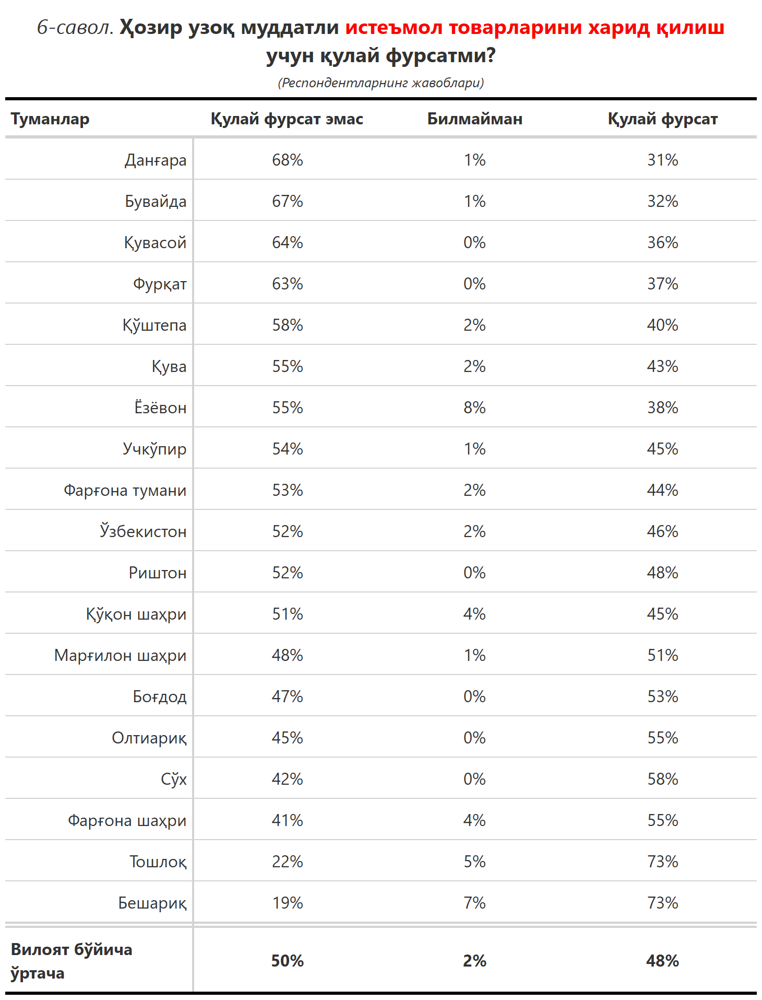 6-савол. Ҳозир узоқ муддатли истеъмол товарларини харид қилиш
учун қулай фурсатми?
(Респондентларнинг жавоблари)
Туманлар Қулай фурсат эмас Билмайман Қулай фурсат
Данғара 68% 1% 31%
Бувайда 67% 1% 32%
Қувасой 64% 0% 36%
Фурқат 63% 0% 37%
Қўштепа 58% 2% 40%
Қува 55% 2% 43%
Ёзёвон 55% 8% 38%
Учкўпир 54% 1% 45%
Фарғона тумани 53% 2% 44%
Ўзбекистон 52% 2% 46%
Риштон 52% 0% 48%
Қўқон шаҳри 51% 4% 45%
Марғилон шаҳри 48% 1% 51%
Боғдод 47% 0% 53%
Олтиариқ 45% 0% 55%
Сўх 42% 0% 58%
Фарғона шаҳри 41% 4% 55%
Тошлоқ 22% 5% 73%
Бешариқ 19% 7% 73%
Вилоят бўйича
ўртача 50% 2% 48%